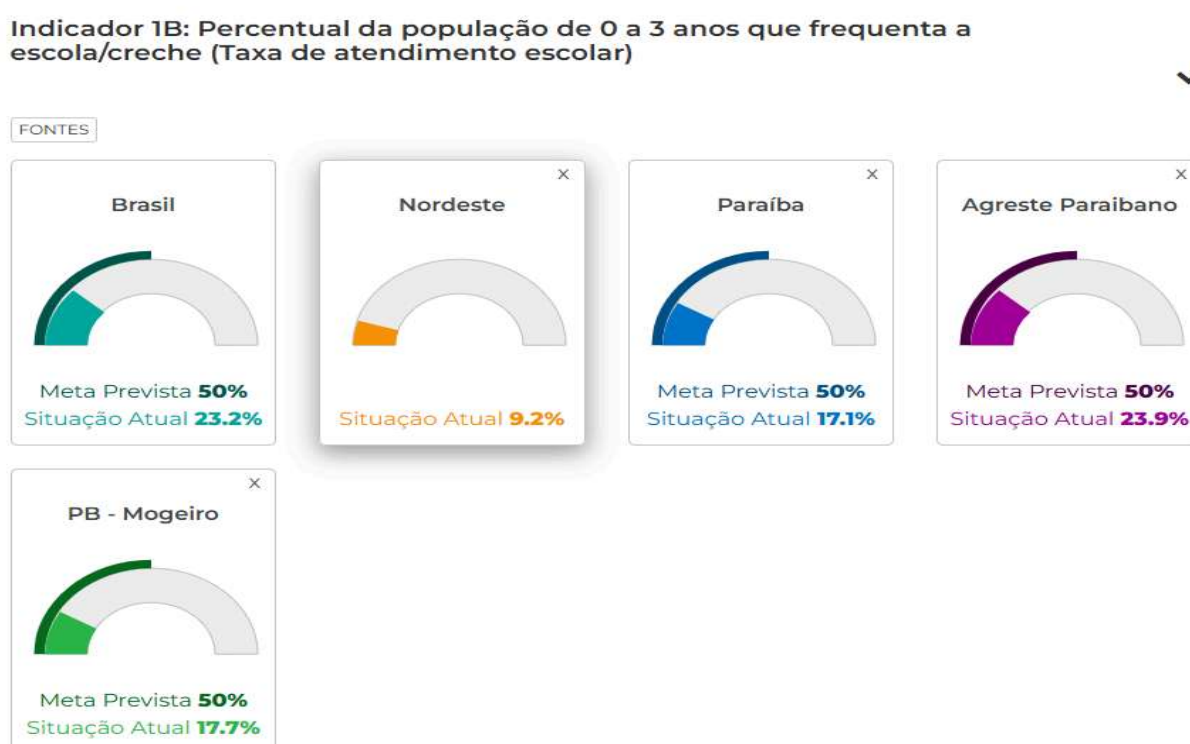 Indicador 1B: Percentual da população de 0 a 3 anos que frequenta a
escola/creche (Taxa de atendimento escolar)
FONTES
Brasil
Meta Prevista 50%
Situação Atual 23.2%
X
Nordeste
Situação Atual 9.2%
X
Paraíba
Meta Prevista 50%
Situação Atual 17.1%
X
Agreste Paraibano
Meta Prevista 50%
Situação Atual 23.9%
X
PB - Mogeiro
Meta Prevista 50%
Situação Atual 17.7%